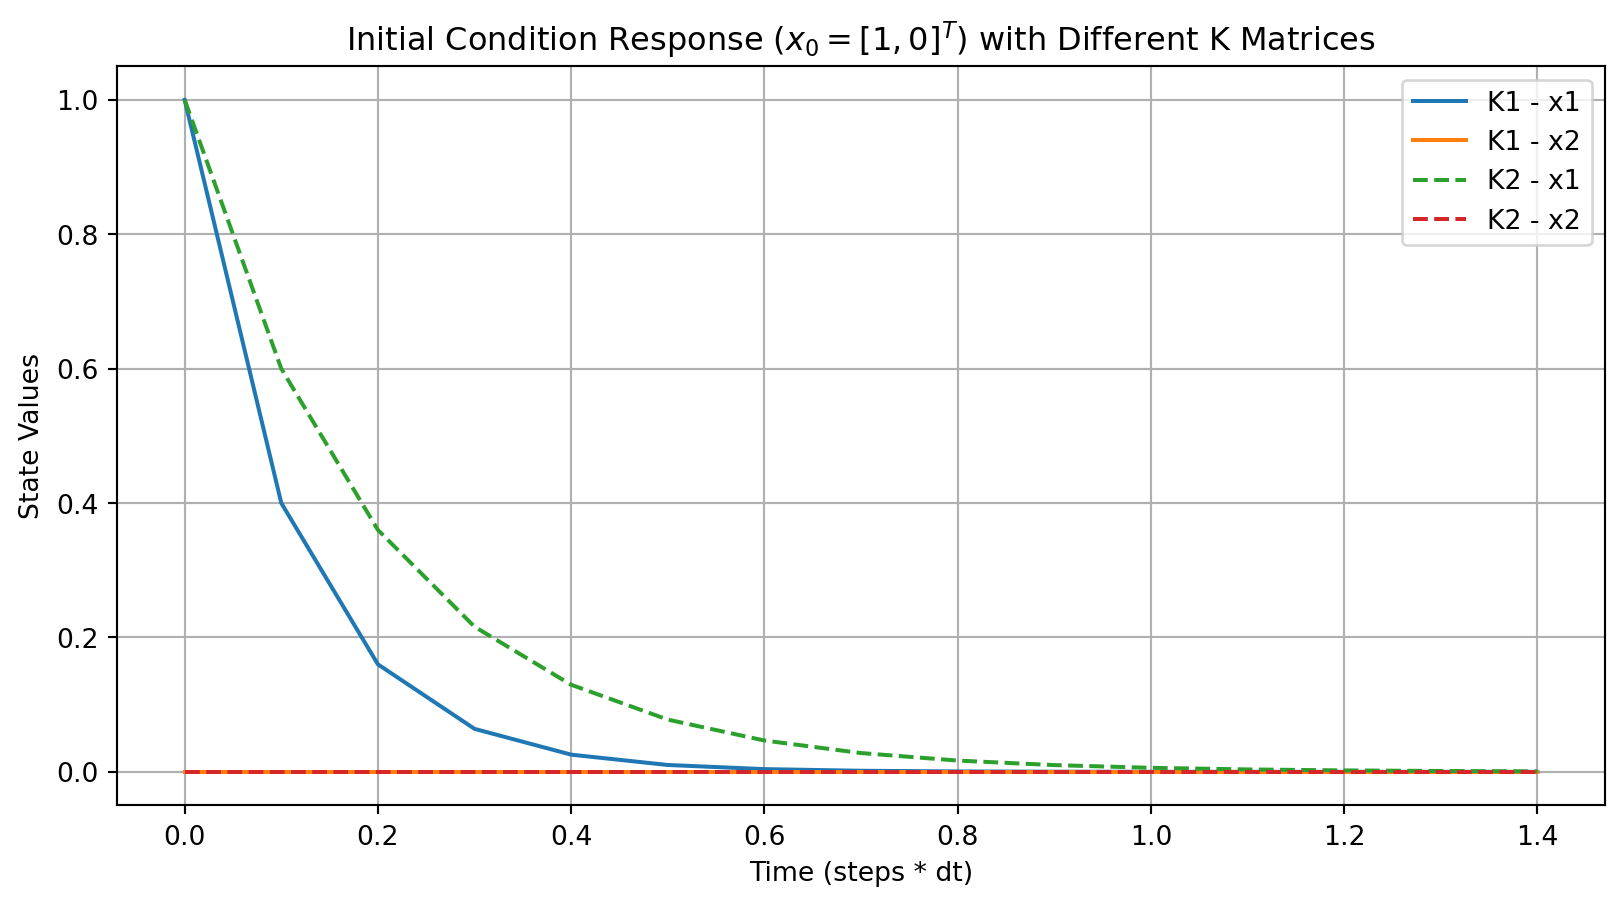 Initial Condition Response ($x_0 = [1, 0]^T$) with Different K Matrices
K1 - x1
K1 - x2
K2 - x1
K2 - x2
State Values
1.0
0.8
0.6
0.4
0.2
0.0
0.0 0.2 0.4 0.6 0.8 1.0 1.2 1.4
Time (steps * dt)